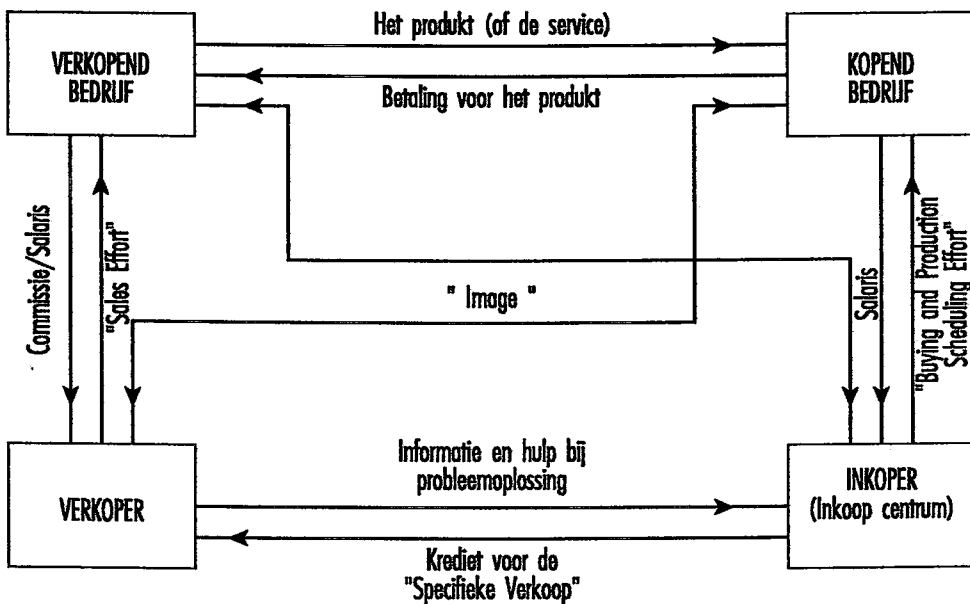 Het produkt (of de service)
VERKOPEND
BEDRIJF
KOPEND
BEDRIJF
Betaling voor het produkt
Commissie/Salaris
"Sales Effort"
" Image "
Salaris
"Buying and Production
Scheduling Effort"
Informatie en hulp bij
probleemoplossing
VERKOPER
INKOPER
(Inkoop centrum)
Krediet voor de
"Specifieke Verkoop"